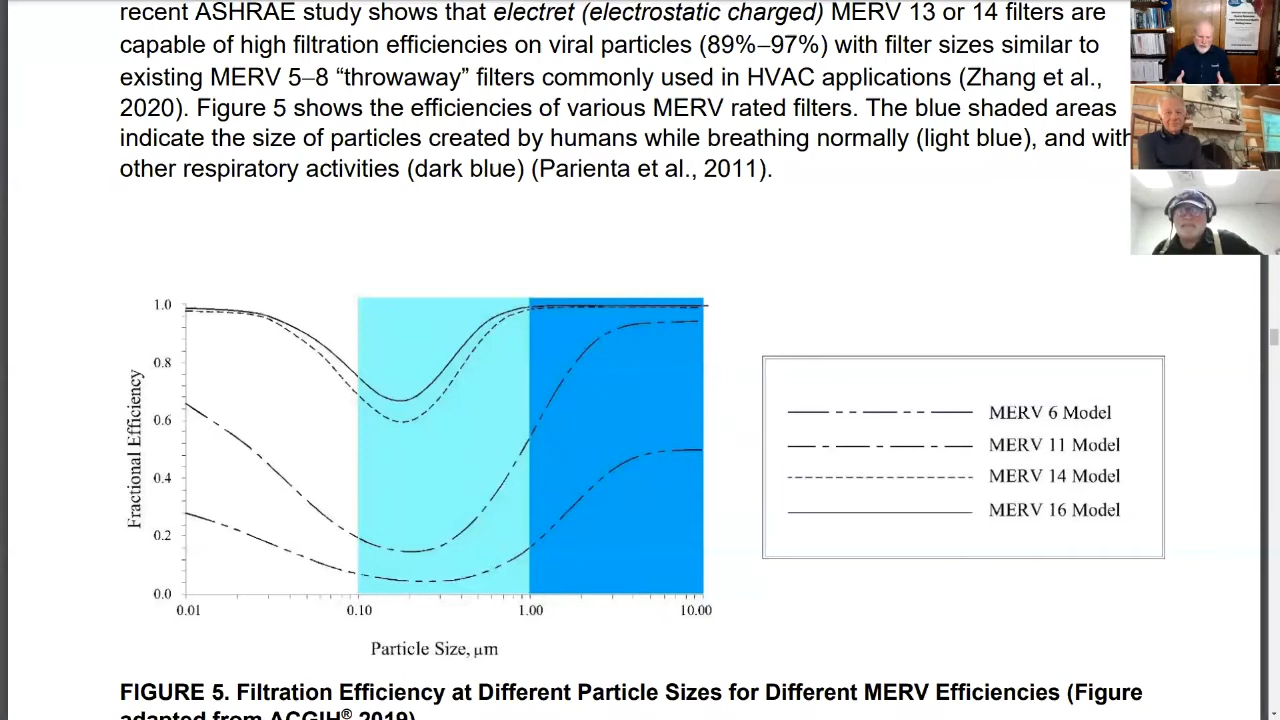 recent ASHRAE study shows that electret (electrostatic charged) MERV 13 or 14 filters are
capable of high filtration efficiencies on viral particles (89%–97%) with filter sizes similar to
existing MERV 5–8 “throwaway” filters commonly used in HVAC applications (Zhang et al.,
2020). Figure 5 shows the efficiencies of various MERV rated filters. The blue shaded areas
indicate the size of particles created by humans while breathing normally (light blue), and with
other respiratory activities (dark blue) (Parienta et al., 2011).
1.0
0.8
0.6
0.4
0.2
0.0
Fractional Efficiency
0.01 0.10 1.00 10.00
Particle Size, µm
MERV 6 Model
MERV 11 Model
MERV 14 Model
MERV 16 Model
FIGURE 5. Filtration Efficiency at Different Particle Sizes for Different MERV Efficiencies (Figure
adapted from ACGIH® 2019)